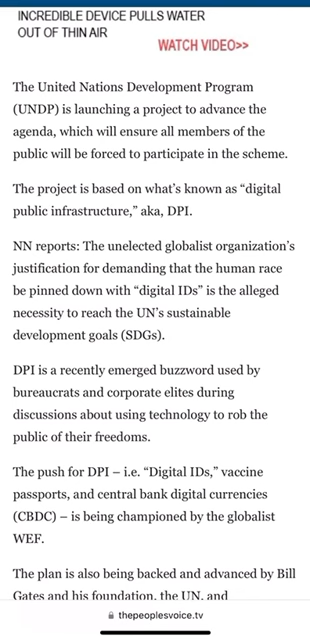 INCREDIBLE DEVICE PULLS WATER
OUT OF THIN AIR
WATCH VIDEO>>
The United Nations Development Program
(UNDP) is launching a project to advance the
agenda, which will ensure all members of the
public will be forced to participate in the scheme.
The project is based on what’s known as “digital
public infrastructure,” aka, DPI.
NN reports: The unelected globalist organization’s
justification for demanding that the human race
be pinned down with “digital IDs” is the alleged
necessity to reach the UN’s sustainable
development goals (SDGs).
DPI is a recently emerged buzzword used by
bureaucrats and corporate elites during
discussions about using technology to rob the
public of their freedoms.
The push for DPI – i.e. “Digital IDs,” vaccine
passports, and central bank digital currencies
(CBDC) – is being championed by the globalist
WEF.
The plan is also being backed and advanced by Bill
Gates and his foundation, the UN, and
thepeoplesvoice.tv